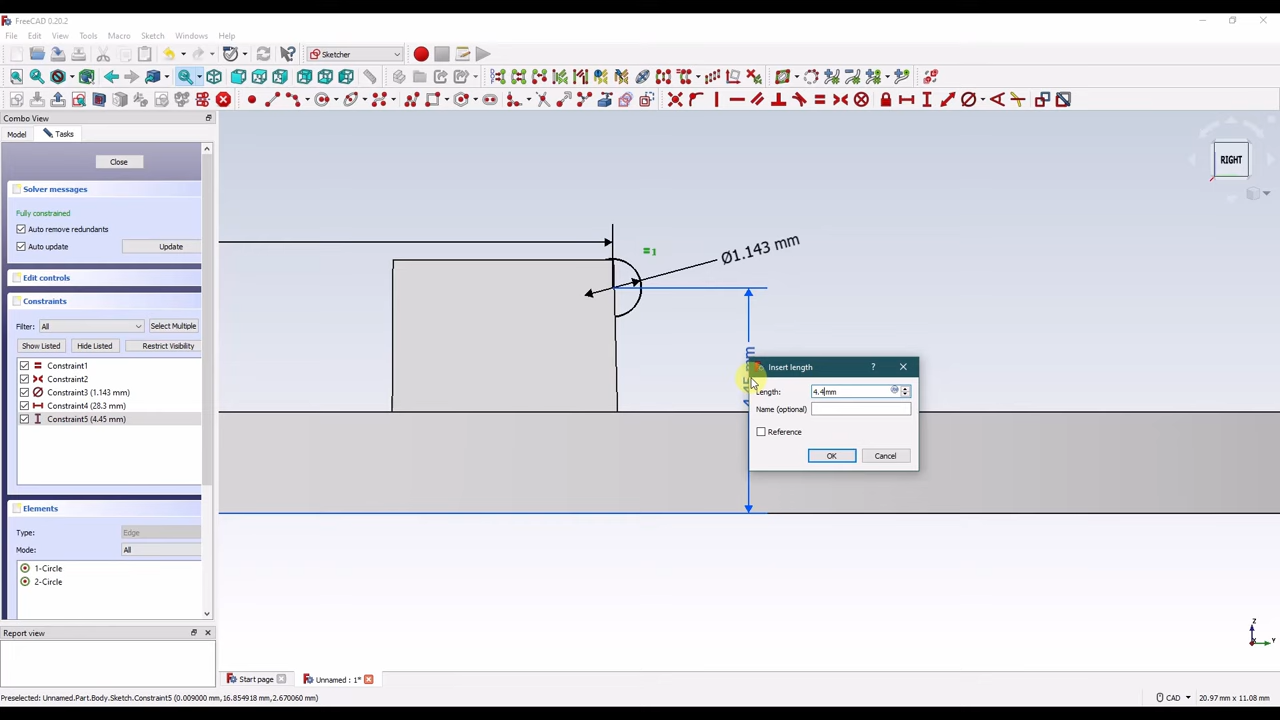 FreeCAD 0.20.2
File Edit View Tools Macro Sketch Windows Help
Sketcher
Combo View
Model Tasks
Close
Solver messages
Fully constrained
Auto remove redundants
Auto update
Update
Edit controls
Constraints
Filter: All Select Multiple
Show Listed Hide Listed Restrict Visibility
Constraint1
Constraint2
Constraint3 (1.143 mm)
Constraint4 (28.3 mm)
Constraint5 (4.45 mm)
Elements
Type: Edge
Mode: All
1-Circle
2-Circle
Report view
RIGHT
1
Ø1.143 mm
Insert length
Length: 4.4mm
Name (optional)
Reference
OK Cancel
Z
Y
Start page Unnamed : 1*
Preselected: Unnamed.Part.Body.Sketch.Constraint5 (0.009000 mm,16.854918 mm,2.670060 mm)
CAD 20.97 mm x 11.08 mm